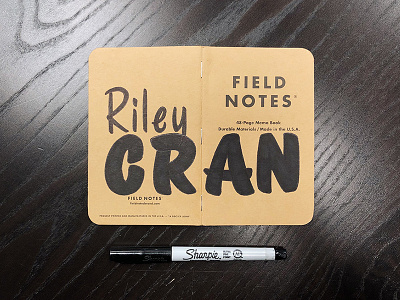 Riley
CRAN
FIELD NOTES
FIELD
NOTES
48-Page Memo Book
Durable Materials / Made in the U.S.A.
Sharpie